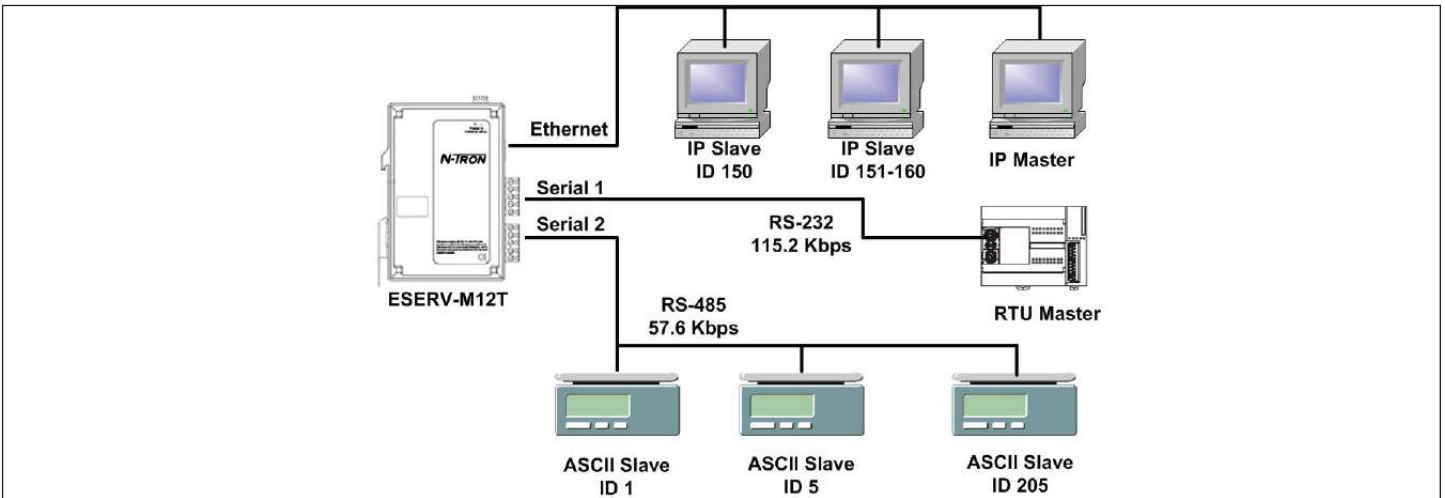 Ethernet
IP Slave
ID 150
IP Slave
ID 151-160
IP Master
N-TRON
Serial 1
Serial 2
RS-232
115.2 Kbps
ESERV-M12T
RTU Master
RS-485
57.6 Kbps
ASCII Slave
ID 1
ASCII Slave
ID 5
ASCII Slave
ID 205